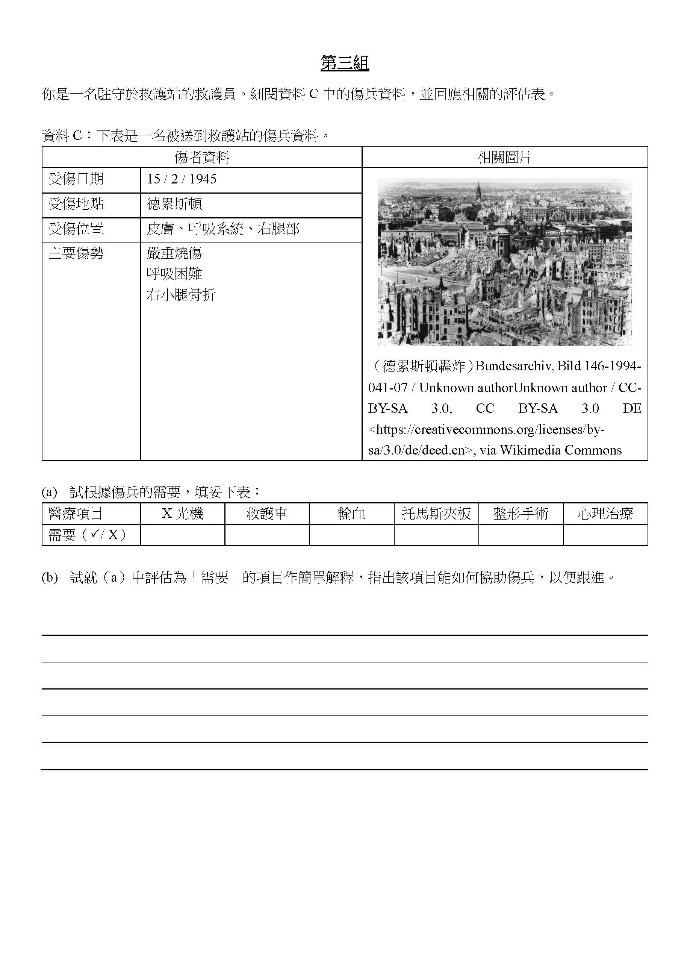 第三組
你是一名駐守於救護站的救護員。細閱資料 C 中的傷兵資料，並回應相關的評估表。
資料 C：下表是一名被送到救護站的傷兵資料。
傷者資料
相關圖片
受傷日期
15 / 2 / 1945
受傷地點
德累斯頓
受傷位置
皮膚、呼吸系統、右腿部
主要傷勢
嚴重燒傷
呼吸困難
右小腿骨折
（德累斯頓轟炸）Bundesarchiv, Bild 146-1994-
041-07 / Unknown authorUnknown author / CC-
BY-SA 3.0, CC BY-SA 3.0 DE
<https://creativecommons.org/licenses/by-
sa/3.0/de/deed.en>, via Wikimedia Commons
(a) 試根據傷兵的需要，填妥下表：
醫療項目 X 光機 救護車 輸血 托馬斯夾板 整形手術 心理治療
需要（✓/ X）
(b) 試就（a）中評估為「需要」的項目作簡單解釋，指出該項目能如何協助傷兵，以便跟進。